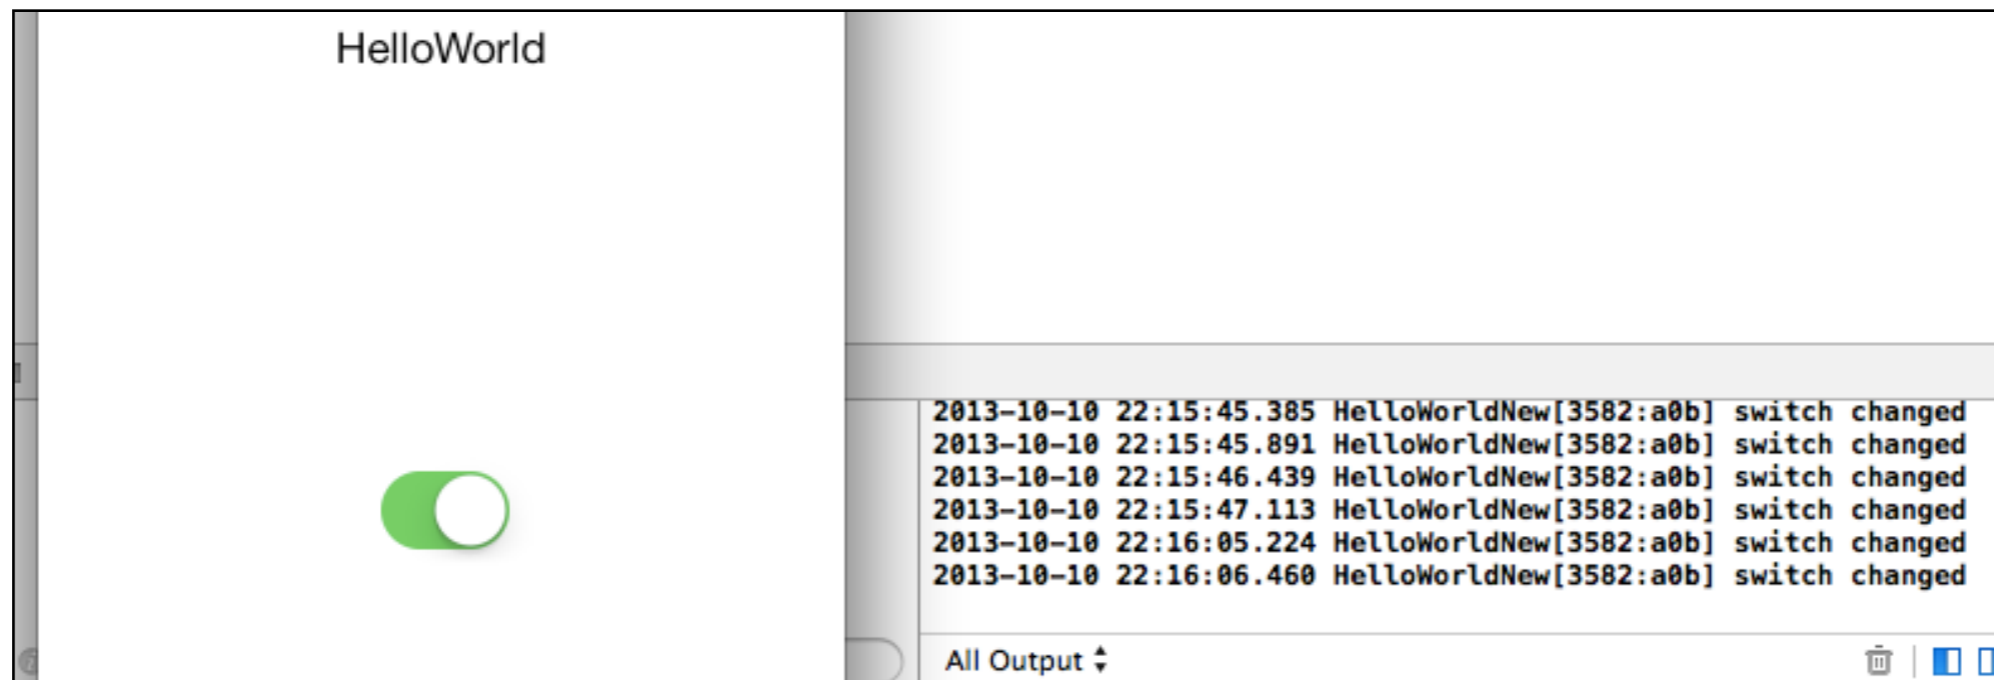 HelloWorld
2013-10-10 22:15:45.385 HelloWorldNew[3582:a0b] switch changed
2013-10-10 22:15:45.891 HelloWorldNew[3582:a0b] switch changed
2013-10-10 22:15:46.439 HelloWorldNew[3582:a0b] switch changed
2013-10-10 22:15:47.113 HelloWorldNew[3582:a0b] switch changed
2013-10-10 22:16:05.224 HelloWorldNew[3582:a0b] switch changed
2013-10-10 22:16:06.460 HelloWorldNew[3582:a0b] switch changed
All Output